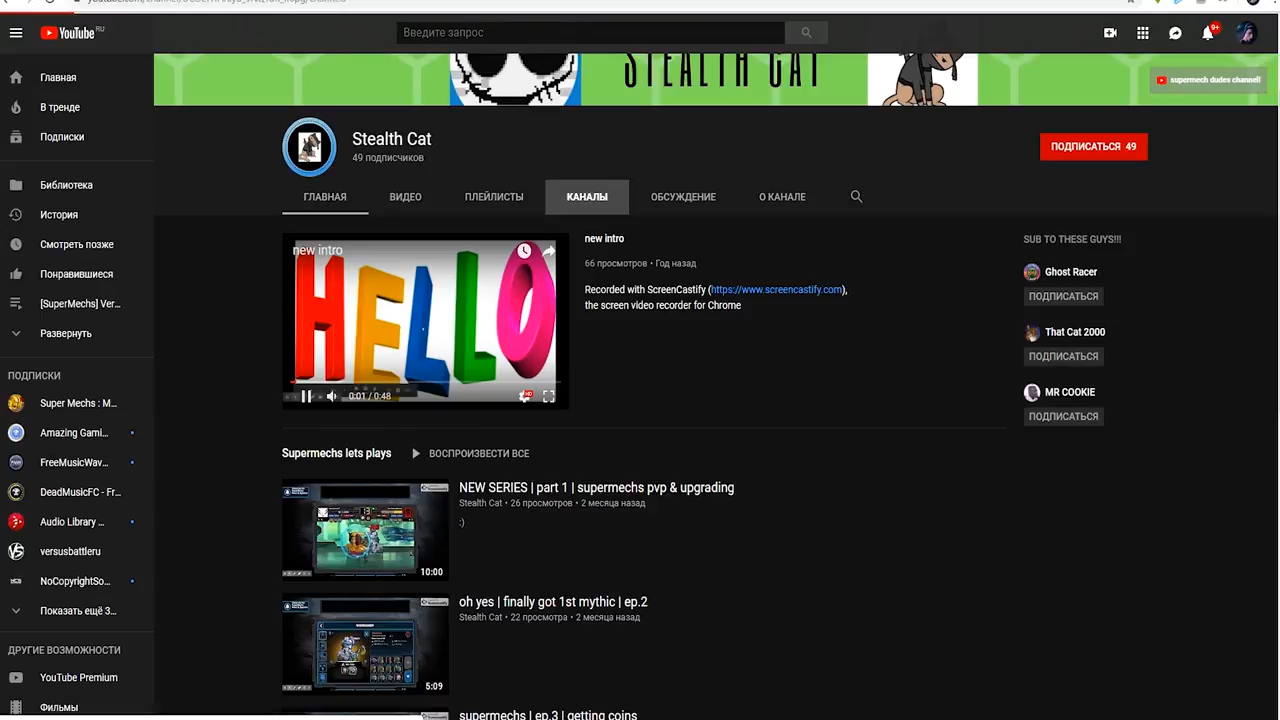 YouTube RU
Введите запрос
9+
STEALTH CAT
supermech dudes channell
Главная
В тренде
Подписки
Библиотека
История
Смотреть позже
Понравившиеся
[SuperMechs] Ver...
Развернуть
ПОДПИСКИ
Super Mechs : M...
Amazing Gami...
FreeMusicWav...
DeadMusicFC - Fr...
Audio Library ...
versusbattleru
NoCopyrightSo...
Показать ещё 3...
ДРУГИЕ ВОЗМОЖНОСТИ
YouTube Premium
Фильмы
Stealth Cat
49 подписчиков
ПОДПИСАТЬСЯ 49
ГЛАВНАЯ
ВИДЕО
ПЛЕЙЛИСТЫ
КАНАЛЫ
ОБСУЖДЕНИЕ
О КАНАЛЕ
new intro
HELLO
0:01 / 0:48
HD
new intro
66 просмотров • Год назад
Recorded with ScreenCastify (https://www.screencastify.com),
the screen video recorder for Chrome
SUB TO THESE GUYS!!!
Ghost Racer
ПОДПИСАТЬСЯ
That Cat 2000
ПОДПИСАТЬСЯ
MR COOKIE
ПОДПИСАТЬСЯ
Supermechs lets plays
ВОСПРОИЗВЕСТИ ВСЕ
10:00
NEW SERIES | part 1 | supermechs pvp & upgrading
Stealth Cat • 26 просмотров • 2 месяца назад
:)
5:09
oh yes | finally got 1st mythic | ep.2
Stealth Cat • 22 просмотра • 2 месяца назад
supermechs | ep.3 | getting coins